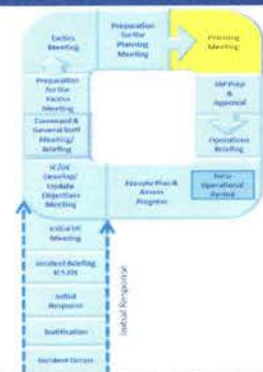 Tactics
Meeting
Preparation
for the
Planning
Meeting
Planning
Meeting
IAP Prep
&
Approval
Operations
Briefing
New
Operational
Period
Execute Plan &
Assess
Progress
Preparation
for the
Tactics
Meeting
Command &
General Staff
Meeting/
Briefing
IC/UC
Develop/
Update
Objectives
Meeting
Initial UC
Meeting
Incident Briefing
ICS 201
Initial
Response
Notification
Incident Occurs
Initial Response